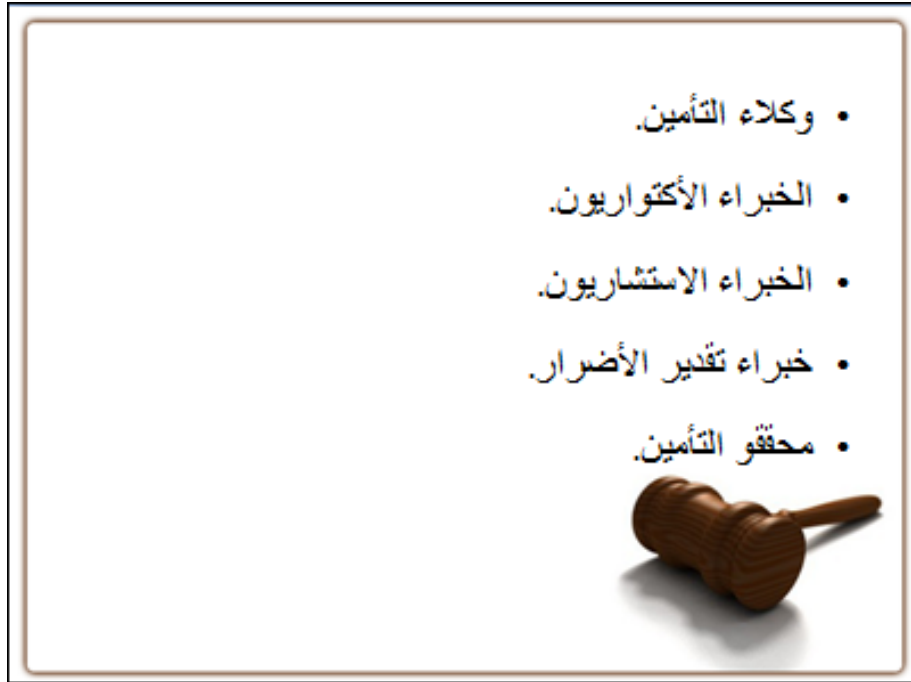 • وكلاء التأمين.
• الخبراء الأكتواريون.
• الخبراء الاستشاريون.
• خبراء تقدير الأضرار.
• محققو التأمين.